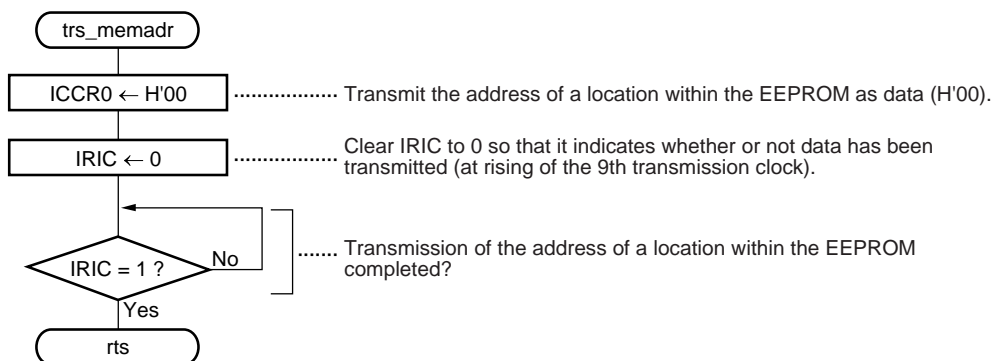 trs_memadr
ICCR0 ← H'00
Transmit the address of a location within the EEPROM as data (H'00).
IRIC ← 0
Clear IRIC to 0 so that it indicates whether or not data has been
transmitted (at rising of the 9th transmission clock).
IRIC = 1 ?
No
Transmission of the address of a location within the EEPROM
completed?
Yes
rts